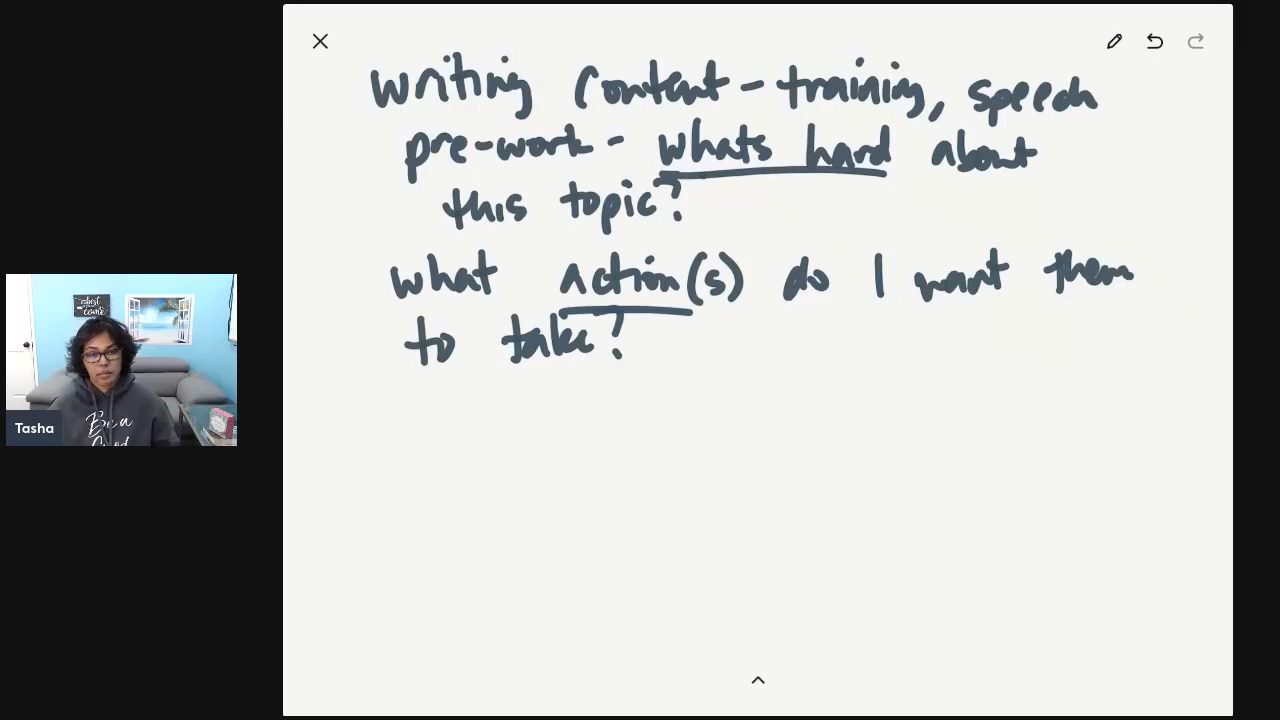 writing content - training, speech
pre-work - whats hard about
this topic?
what action(s) do I want them
to take?
Tasha
Be a